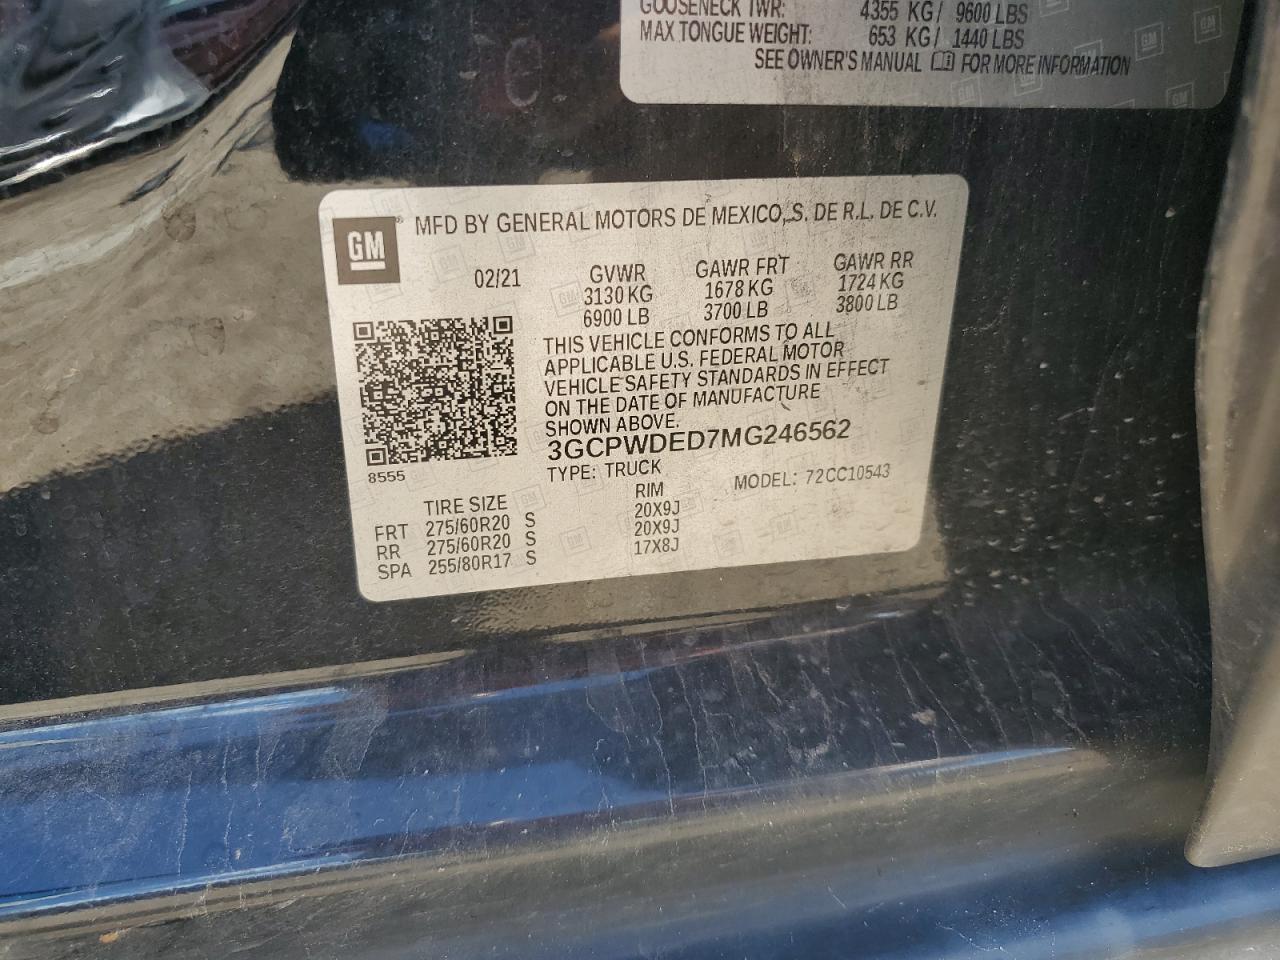 GOOSENECK TWR: 4355 KG/ 9600 LBS
MAX TONGUE WEIGHT: 653 KG/ 1440 LBS
SEE OWNER'S MANUAL FOR MORE INFORMATION
GM® MFD BY GENERAL MOTORS DE MEXICO, S. DE R.L. DE C.V.
02/21 GVWR GAWR FRT GAWR RR
3130 KG 1678 KG 1724 KG
6900 LB 3700 LB 3800 LB
THIS VEHICLE CONFORMS TO ALL
APPLICABLE U.S. FEDERAL MOTOR
VEHICLE SAFETY STANDARDS IN EFFECT
ON THE DATE OF MANUFACTURE
SHOWN ABOVE.
3GCPWDED7MG246562
8555
TYPE: TRUCK MODEL: 72CC10543
TIRE SIZE RIM
FRT 275/60R20 S 20X9J
RR 275/60R20 S 20X9J
SPA 255/80R17 S 17X8J